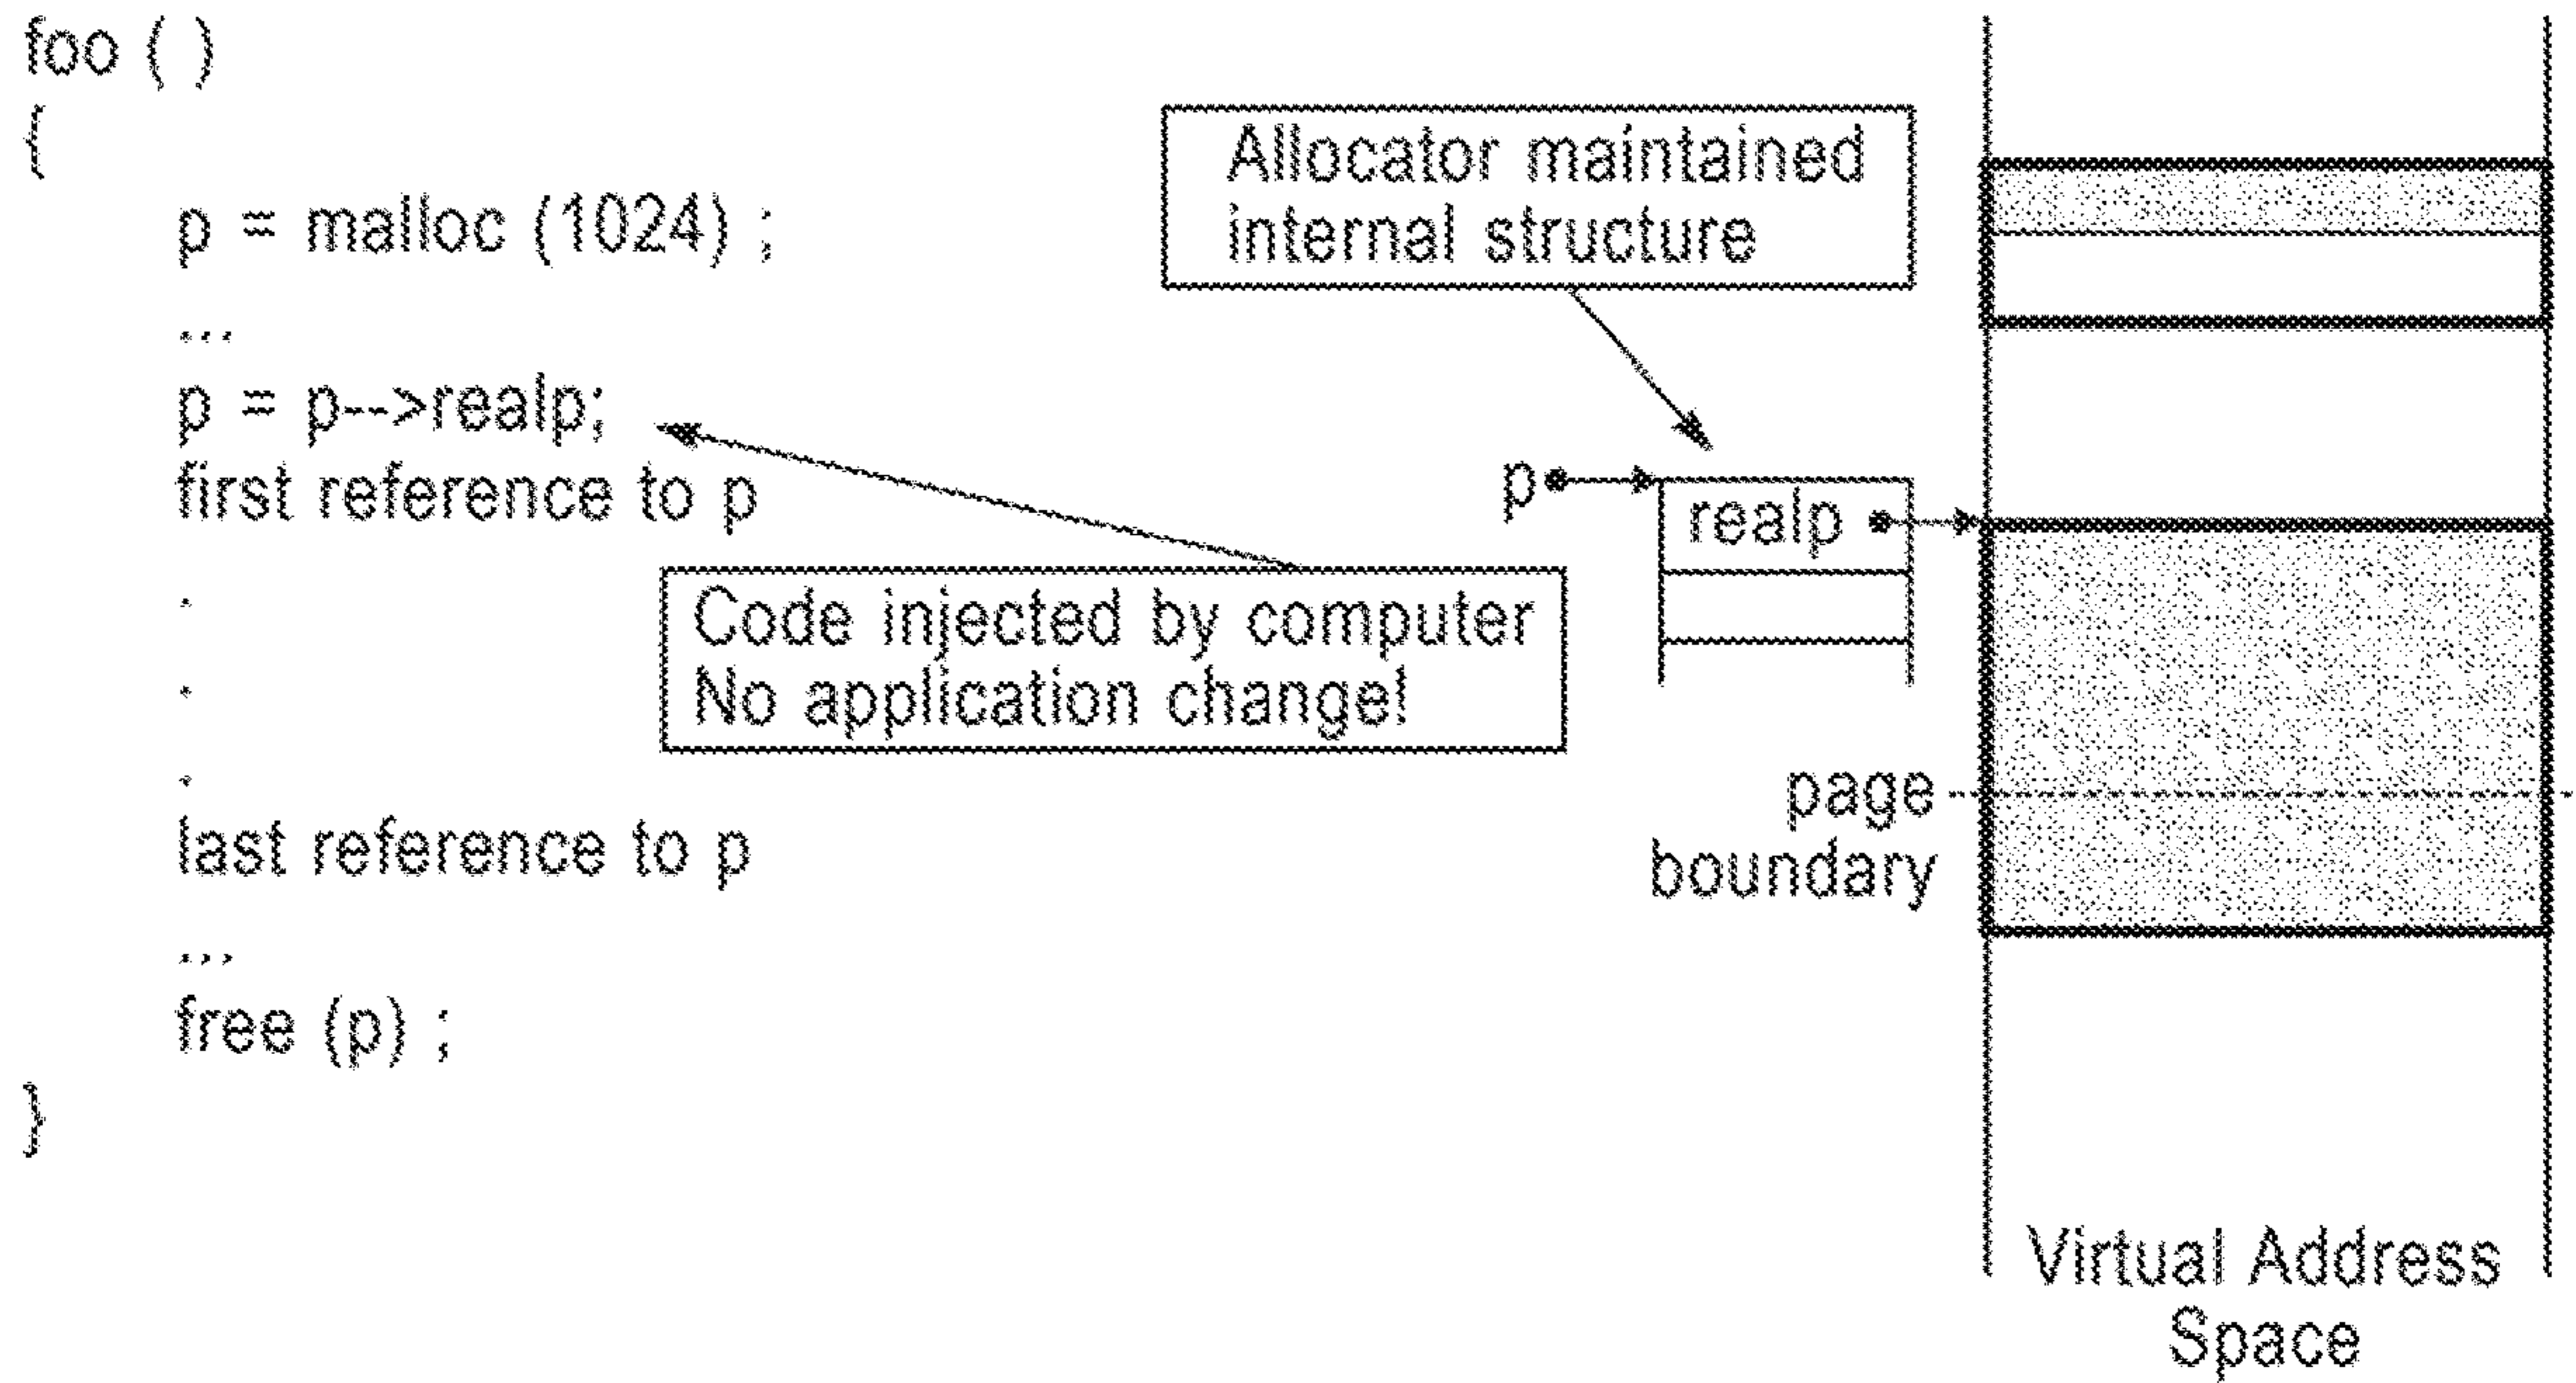 foo ( )
{
p = malloc (1024) ;
...
p = p-->realp;
first reference to p
.
.
.
last reference to p
...
free (p) ;
}
Allocator maintained
internal structure
Code injected by computer
No application change!
p
realp
page
boundary
Virtual Address
Space